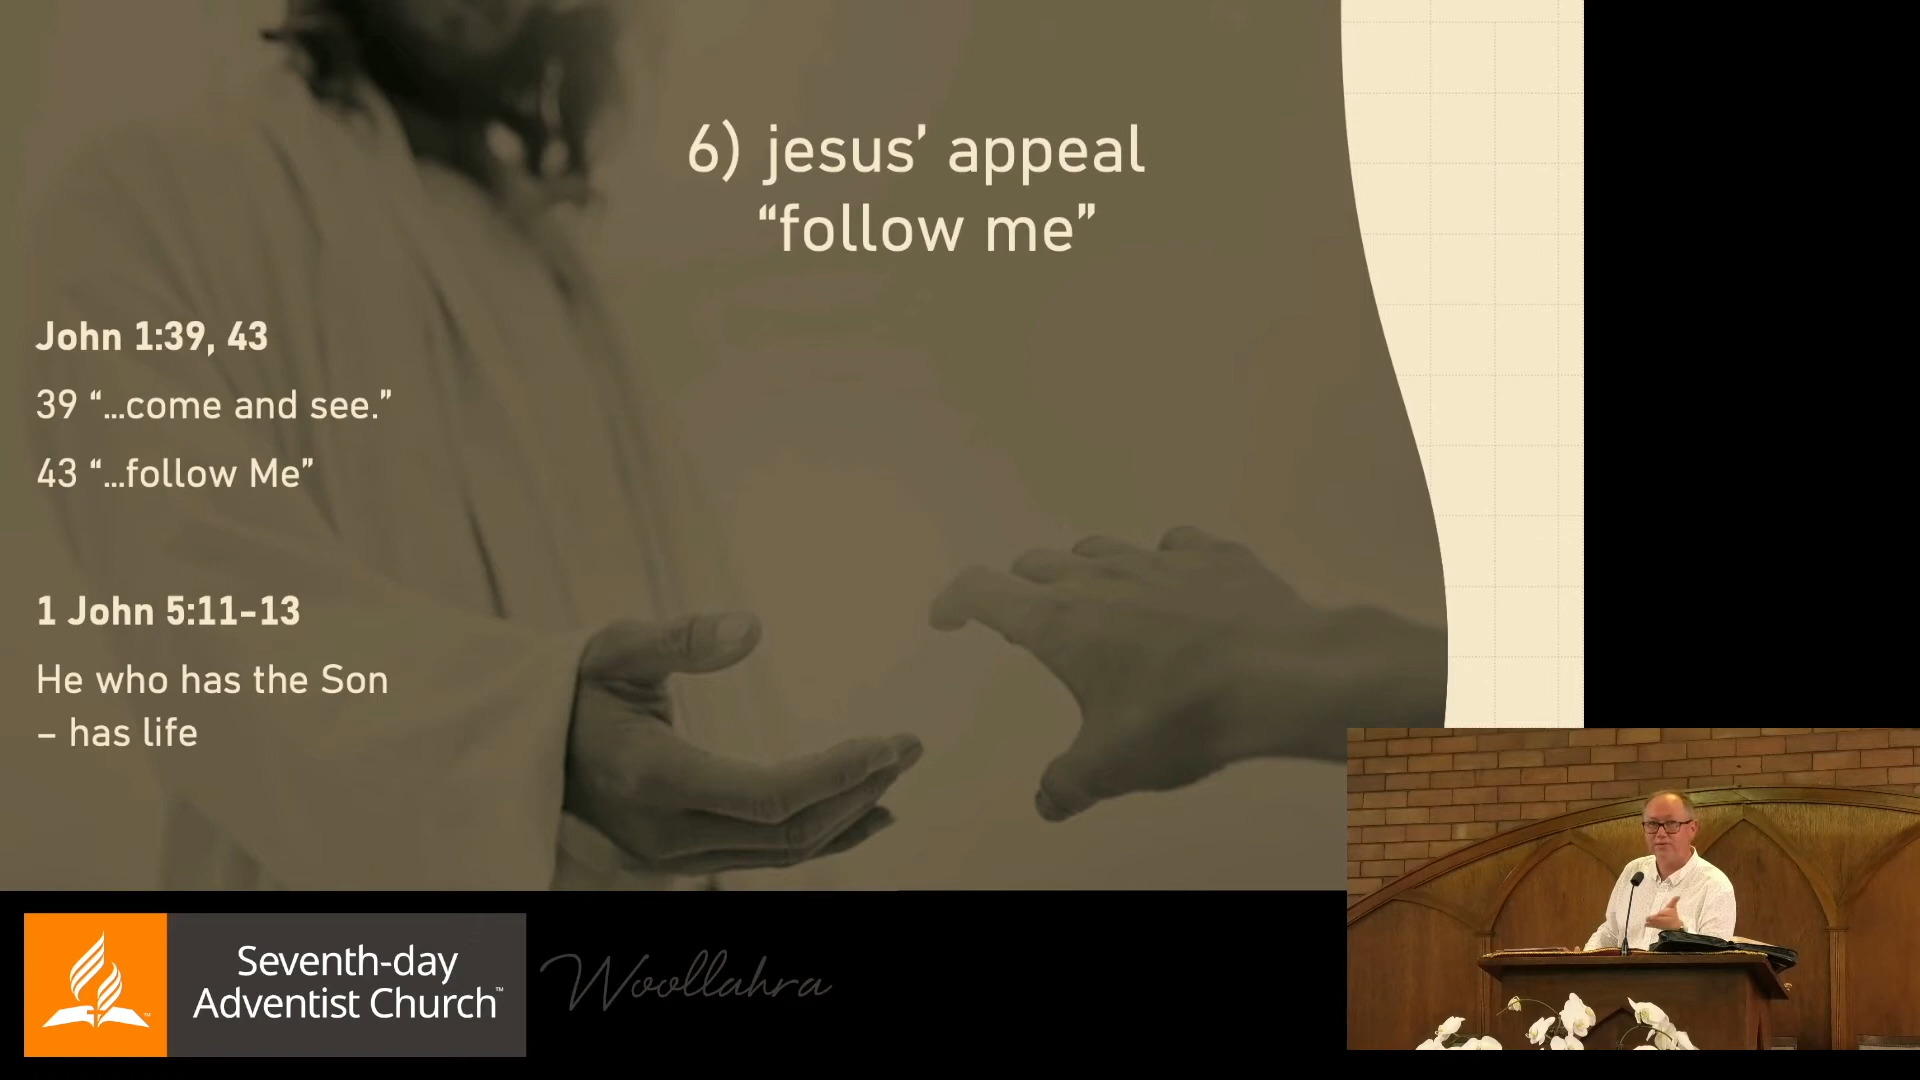 6) jesus’ appeal
“follow me”
John 1:39, 43
39 “…come and see.”
43 “…follow Me”
1 John 5:11-13
He who has the Son
– has life
Seventh-day
Adventist Church™
Woollahra